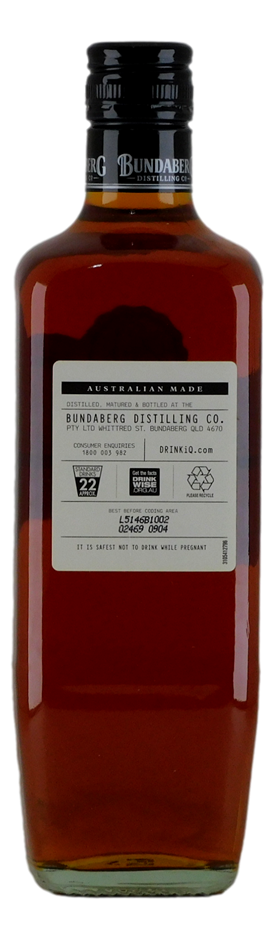 BUNDABERG
DISTILLING CO
AUSTRALIAN MADE
DISTILLED, MATURED & BOTTLED AT THE
BUNDABERG DISTILLING CO.
PTY LTD WHITTRED ST. BUNDABERG QLD 4670
CONSUMER ENQUIRIES
1800 003 982
DRINKiQ.com
STANDARD
DRINKS
22
APPROX.
Get the facts
DRINK
WISE
.ORG.AU
PLEASE RECYCLE
BEST BEFORE CODING AREA
L5146B1002
02469 0904
IT IS SAFEST NOT TO DRINK WHILE PREGNANT